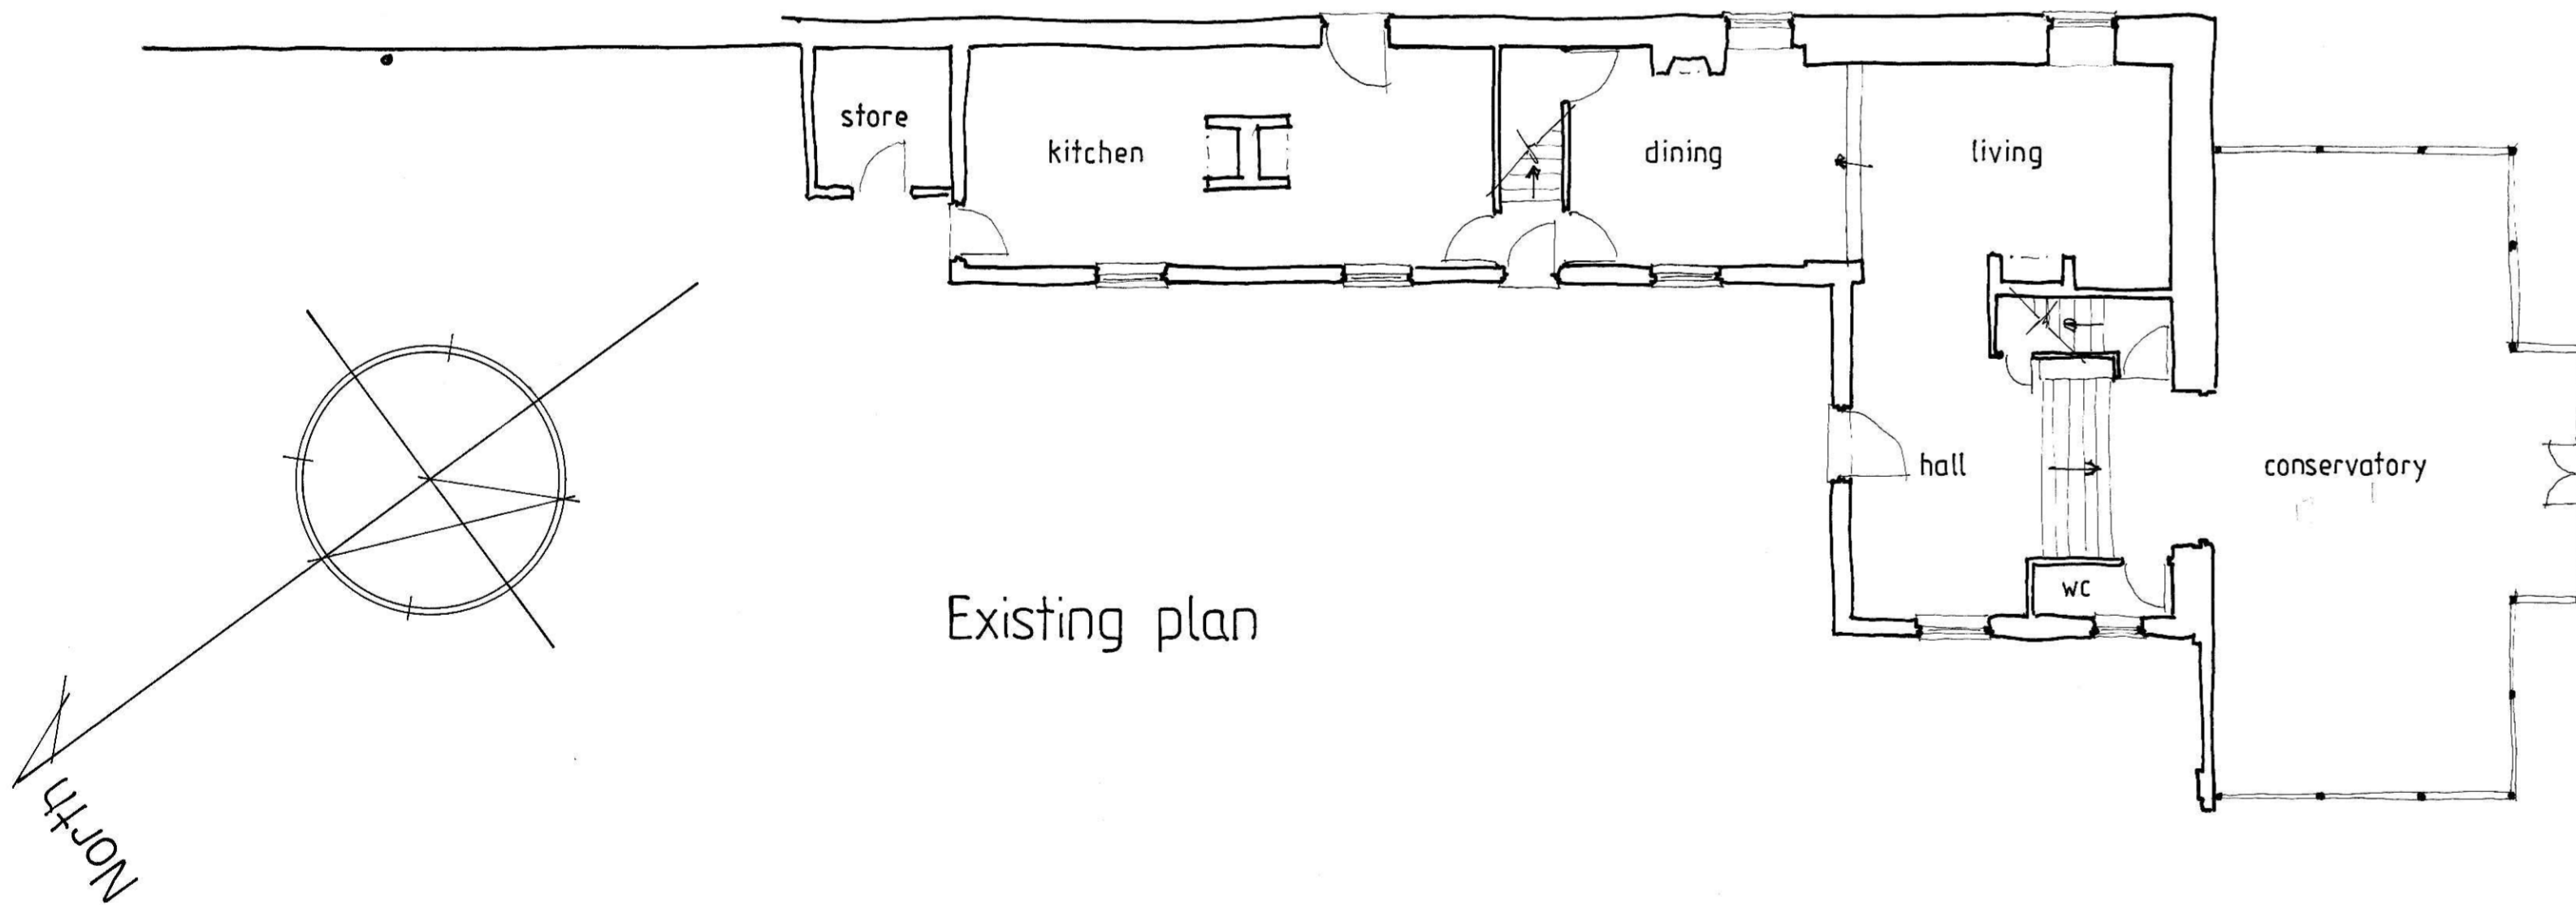 store
kitchen
dining
living
hall
conservatory
wc
Existing plan
North